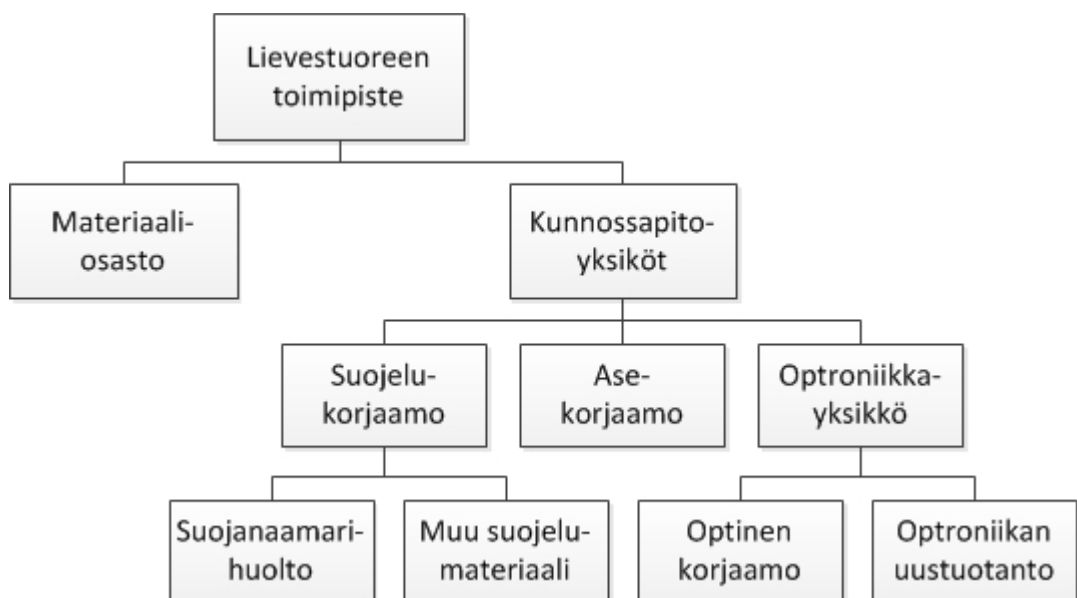 Lievestuoreen
toimipiste
Materiaali-
osasto
Kunnossapito-
yksiköt
Suojelu-
korjaamo
Ase-
korjaamo
Optroniikka-
yksikkö
Suojanaamari-
huolto
Muu suojelu-
materiaali
Optinen
korjaamo
Optroniikan
uustuotanto